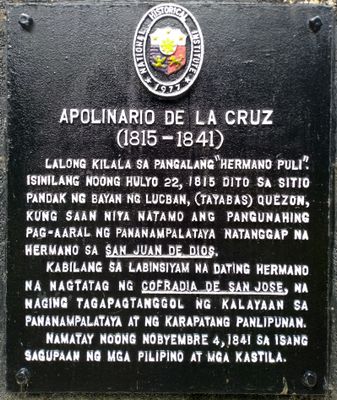 NATIONAL HISTORICAL INSTITUTE
1977
APOLINARIO DE LA CRUZ
(1815-1841)
LALONG KILALA SA PANGALANG "HERMANO PULI".
ISINILANG NOONG HULYO 22, 1815 DITO SA SITIO
PANDAK NG BAYAN NG LUCBAN, (TAYABAS) QUEZON,
KUNG SAAN NIYA NATAMO ANG PANGUNAHING
PAG-AARAL NG PANANAMPALATAYA NATANGGAP NA
HERMANO SA SAN JUAN DE DIOS.
KABILANG SA LABINSIYAM NA DATING HERMANO
NA NAGTATAG NG COFRADIA DE SAN JOSE, NA
NAGING TAGAPAGTANGGOL NG KALAYAAN SA
PANANAMPALATAYA AT NG KARAPATANG PANLIPUNAN.
NAMATAY NOONG NOBYEMBRE 4, 1841 SA ISANG
SAGUPAAN NG MGA PILIPINO AT MGA KASTILA.